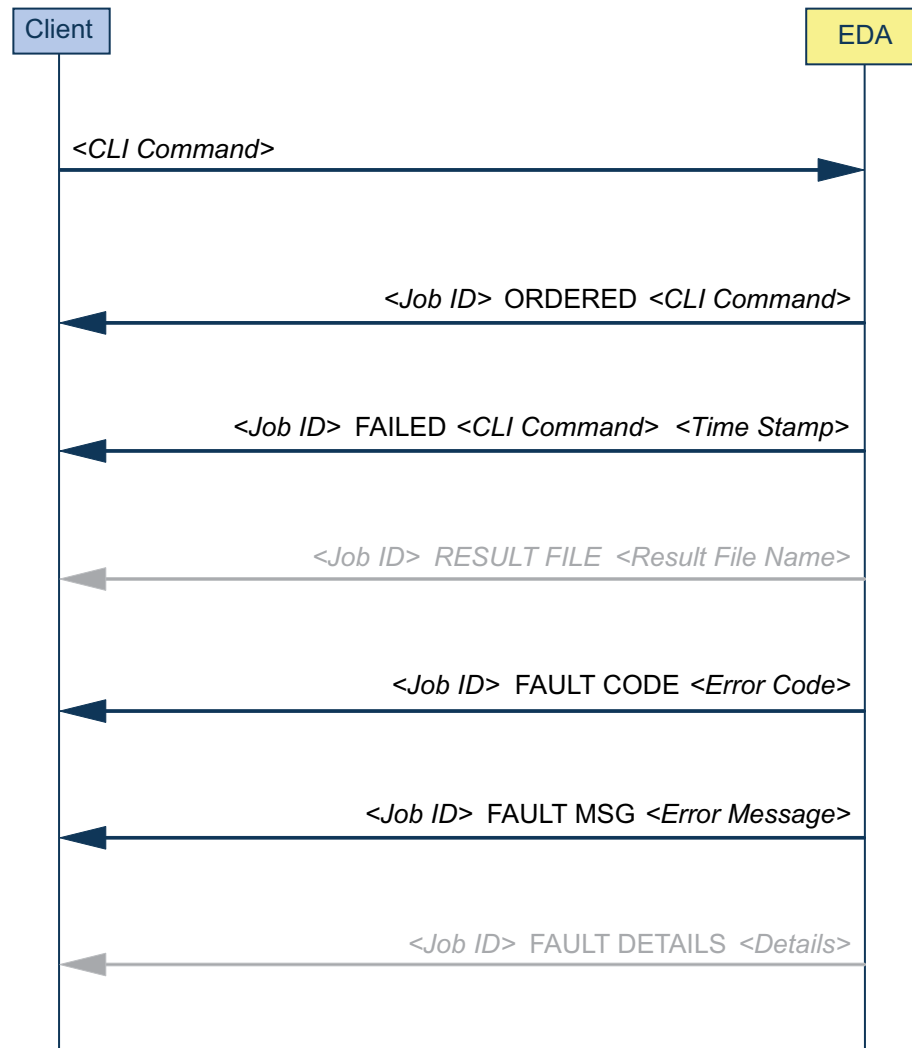 Client
EDA
<CLI Command>
<Job ID> ORDERED <CLI Command>
<Job ID> FAILED <CLI Command> <Time Stamp>
<Job ID> RESULT FILE <Result File Name>
<Job ID> FAULT CODE <Error Code>
<Job ID> FAULT MSG <Error Message>
<Job ID> FAULT DETAILS <Details>